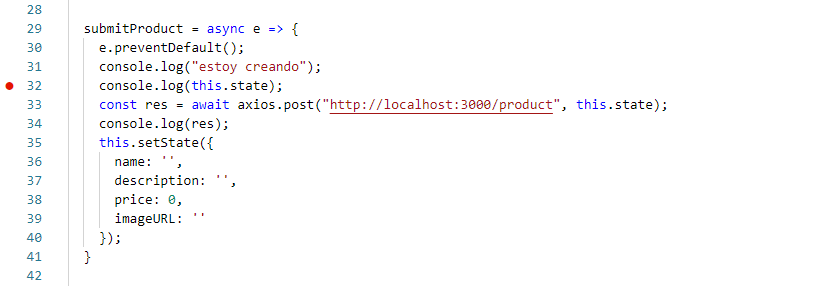 28
29 submitProduct = async e => {
30 e.preventDefault();
31 console.log("estoy creando");
32 console.log(this.state);
33 const res = await axios.post("http://localhost:3000/product", this.state);
34 console.log(res);
35 this.setState({
36 name: '',
37 description: '',
38 price: 0,
39 imageURL: ''
40 });
41 }
42